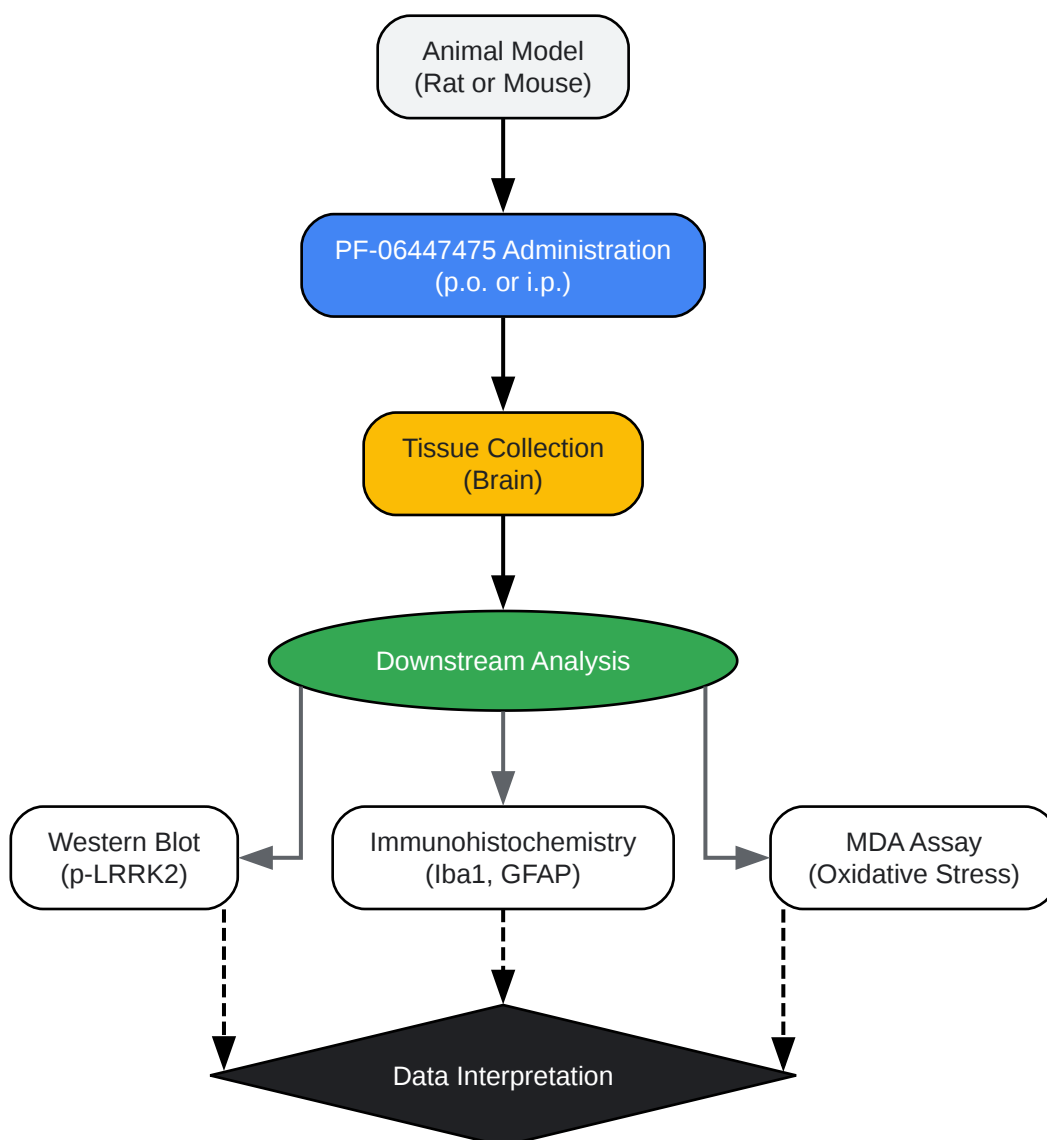 Animal Model
(Rat or Mouse)
PF-06447475 Administration
(p.o. or i.p.)
Tissue Collection
(Brain)
Downstream Analysis
Western Blot
(p-LRRK2)
Immunohistochemistry
(Iba1, GFAP)
MDA Assay
(Oxidative Stress)
Data Interpretation